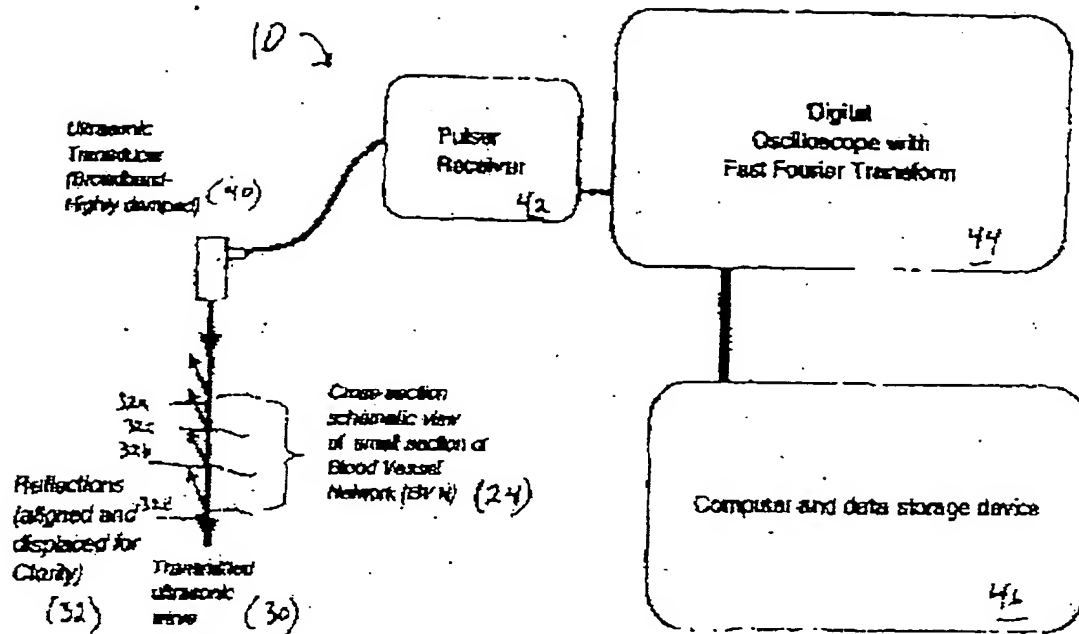 10
Ultrasonic
Transducer
(Broadband-
Highly damped) (40)
Pulser
Receiver
42
Digital
Oscilloscope with
Fast Fourier Transform
44
32a
32c
32b
32d
Cross-section
schematic view
of small section of
Blood Vessel
Network (BVN) (24)
Reflections
(aligned and
displaced for
Clarity)
(32)
Transmitted
ultrasonic
wave (30)
Computer and data storage device